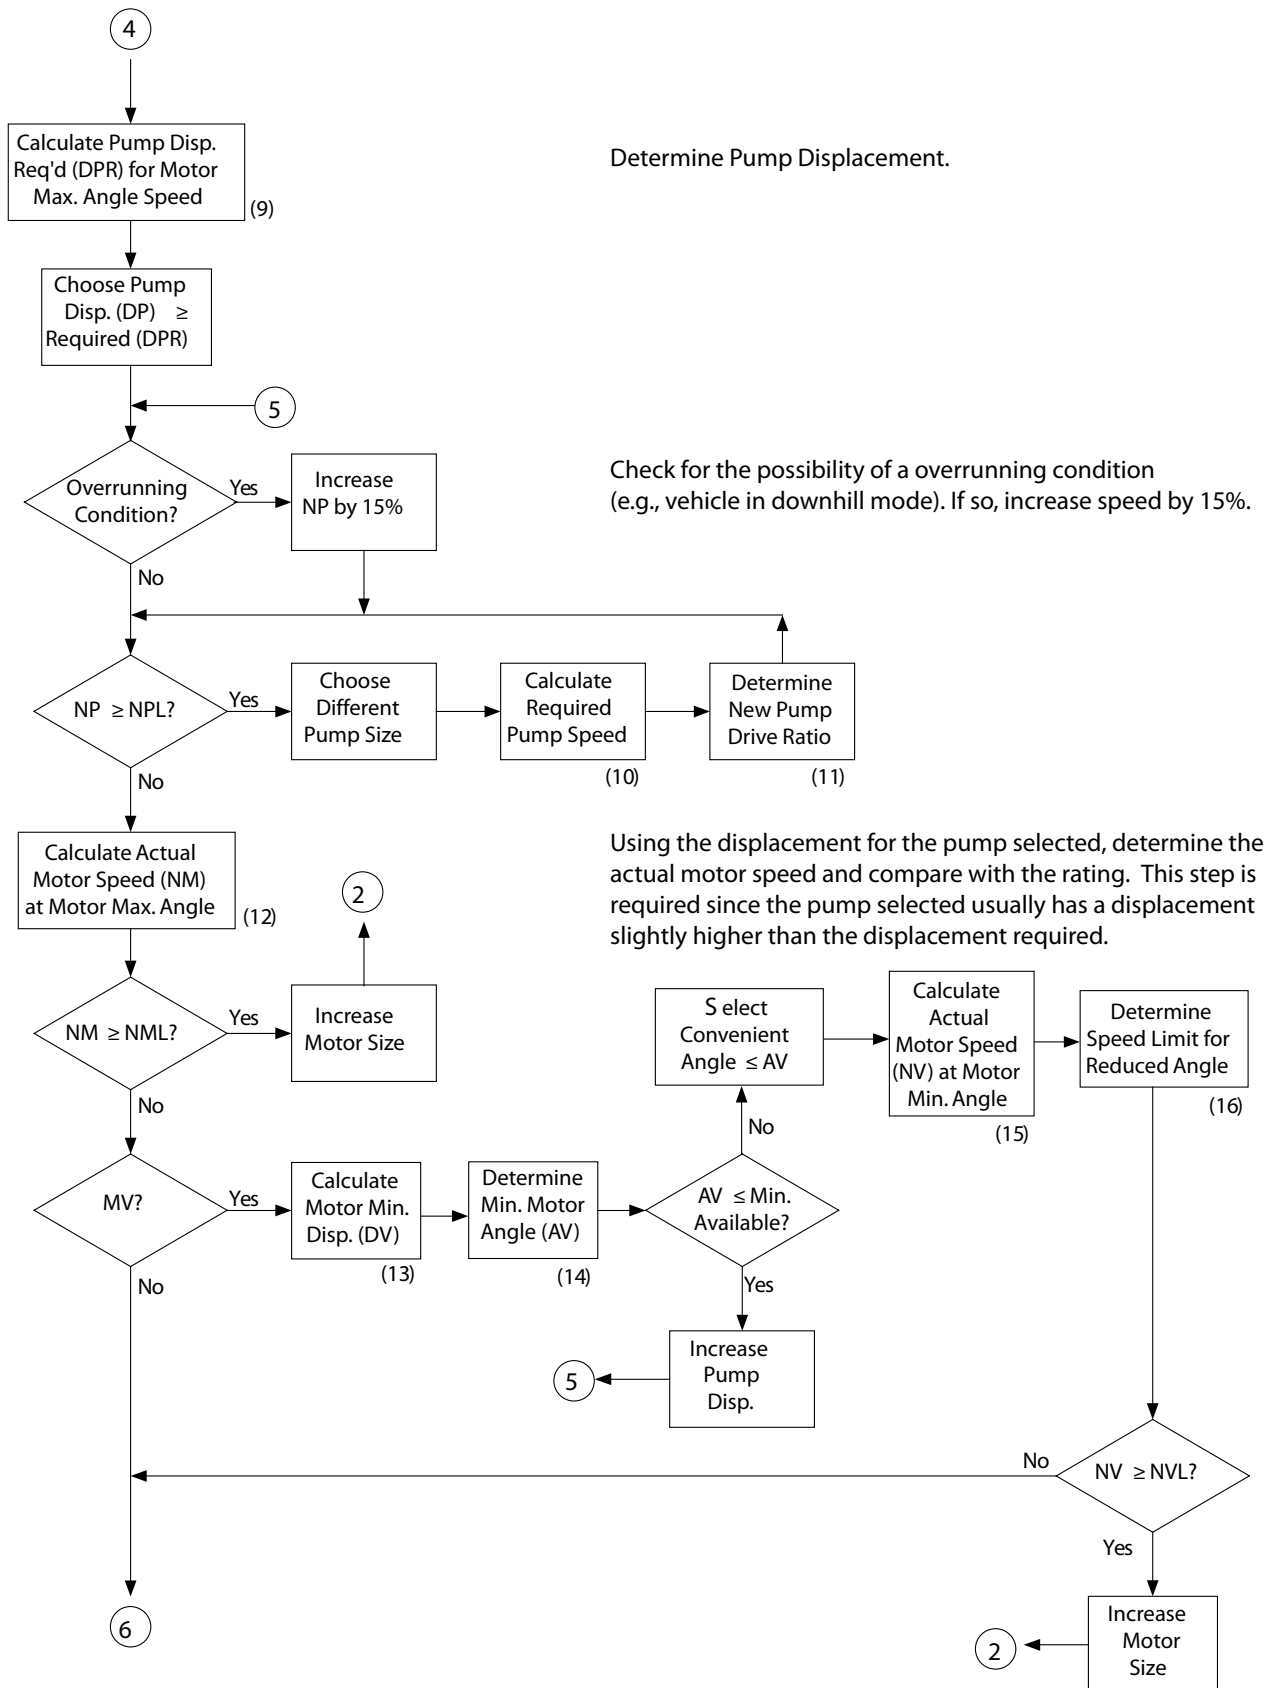 4
Calculate Pump Disp.
Req'd (DPR) for Motor
Max. Angle Speed
(9)
Determine Pump Displacement.
Choose Pump
Disp. (DP) ≥
Required (DPR)
5
Overrunning
Condition?
Yes
Increase
NP by 15%
Check for the possibility of a overrunning condition
(e.g., vehicle in downhill mode). If so, increase speed by 15%.
No
NP ≥ NPL?
Yes
Choose
Different
Pump Size
Calculate
Required
Pump Speed
(10)
Determine
New Pump
Drive Ratio
(11)
No
Calculate Actual
Motor Speed (NM)
at Motor Max. Angle
(12)
2
Using the displacement for the pump selected, determine the
actual motor speed and compare with the rating. This step is
required since the pump selected usually has a displacement
slightly higher than the displacement required.
NM ≥ NML?
Yes
Increase
Motor Size
S elect
Convenient
Angle ≤ AV
Calculate
Actual
Motor Speed
(NV) at Motor
Min. Angle
(15)
Determine
Speed Limit for
Reduced Angle
(16)
No
No
MV?
Yes
Calculate
Motor Min.
Disp. (DV)
(13)
Determine
Min. Motor
Angle (AV)
(14)
AV ≤ Min.
Available?
No
Yes
Increase
Pump
Disp.
5
NV ≥ NVL?
No
Yes
Increase
Motor
Size
2
6